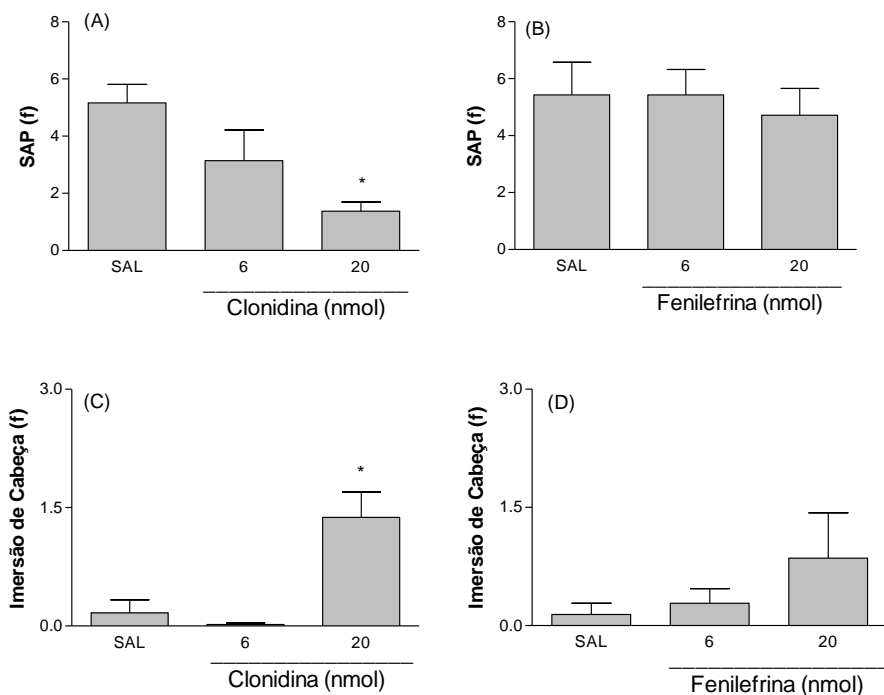 (A)
SAP (f)
8
6
4
2
0
*
SAL 6 20
Clonidina (nmol)
(B)
SAP (f)
8
6
4
2
0
SAL 6 20
Fenilefrina (nmol)
(C)
Imersão de Cabeça (f)
3.0
1.5
0.0
*
SAL 6 20
Clonidina (nmol)
(D)
Imersão de Cabeça (f)
3.0
1.5
0.0
SAL 6 20
Fenilefrina (nmol)